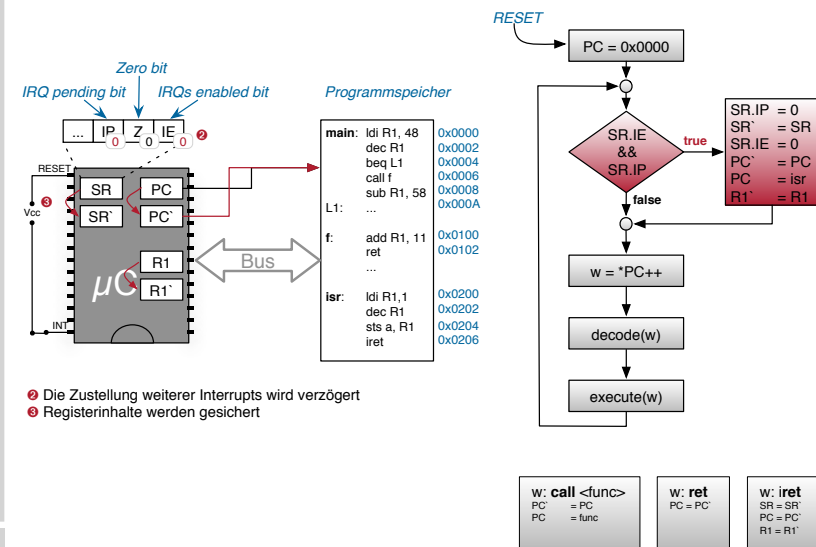 RESET
PC = 0x0000
Zero bit
IRQ pending bit
IRQs enabled bit
Programmspeicher
... IP Z IE ❷
0 0 0
RESET
Vcc
INT
❸
SR PC
SR` PC`
R1
R1`
µC
Bus
main: ldi R1, 48 0x0000
dec R1 0x0002
beq L1 0x0004
call f 0x0006
sub R1, 58 0x0008
L1: ... 0x000A
f: add R1, 11 0x0100
ret 0x0102
...
isr: ldi R1,1 0x0200
dec R1 0x0202
sts a, R1 0x0204
iret 0x0206
SR.IE
&&
SR.IP
true
false
SR.IP = 0
SR` = SR
SR.IE = 0
PC` = PC
PC = isr
R1` = R1
w = *PC++
decode(w)
execute(w)
❷ Die Zustellung weiterer Interrupts wird verzögert
❸ Registerinhalte werden gesichert
w: call <func>
PC` = PC
PC = func
w: ret
PC = PC`
w: iret
SR = SR`
PC = PC`
R1 = R1`